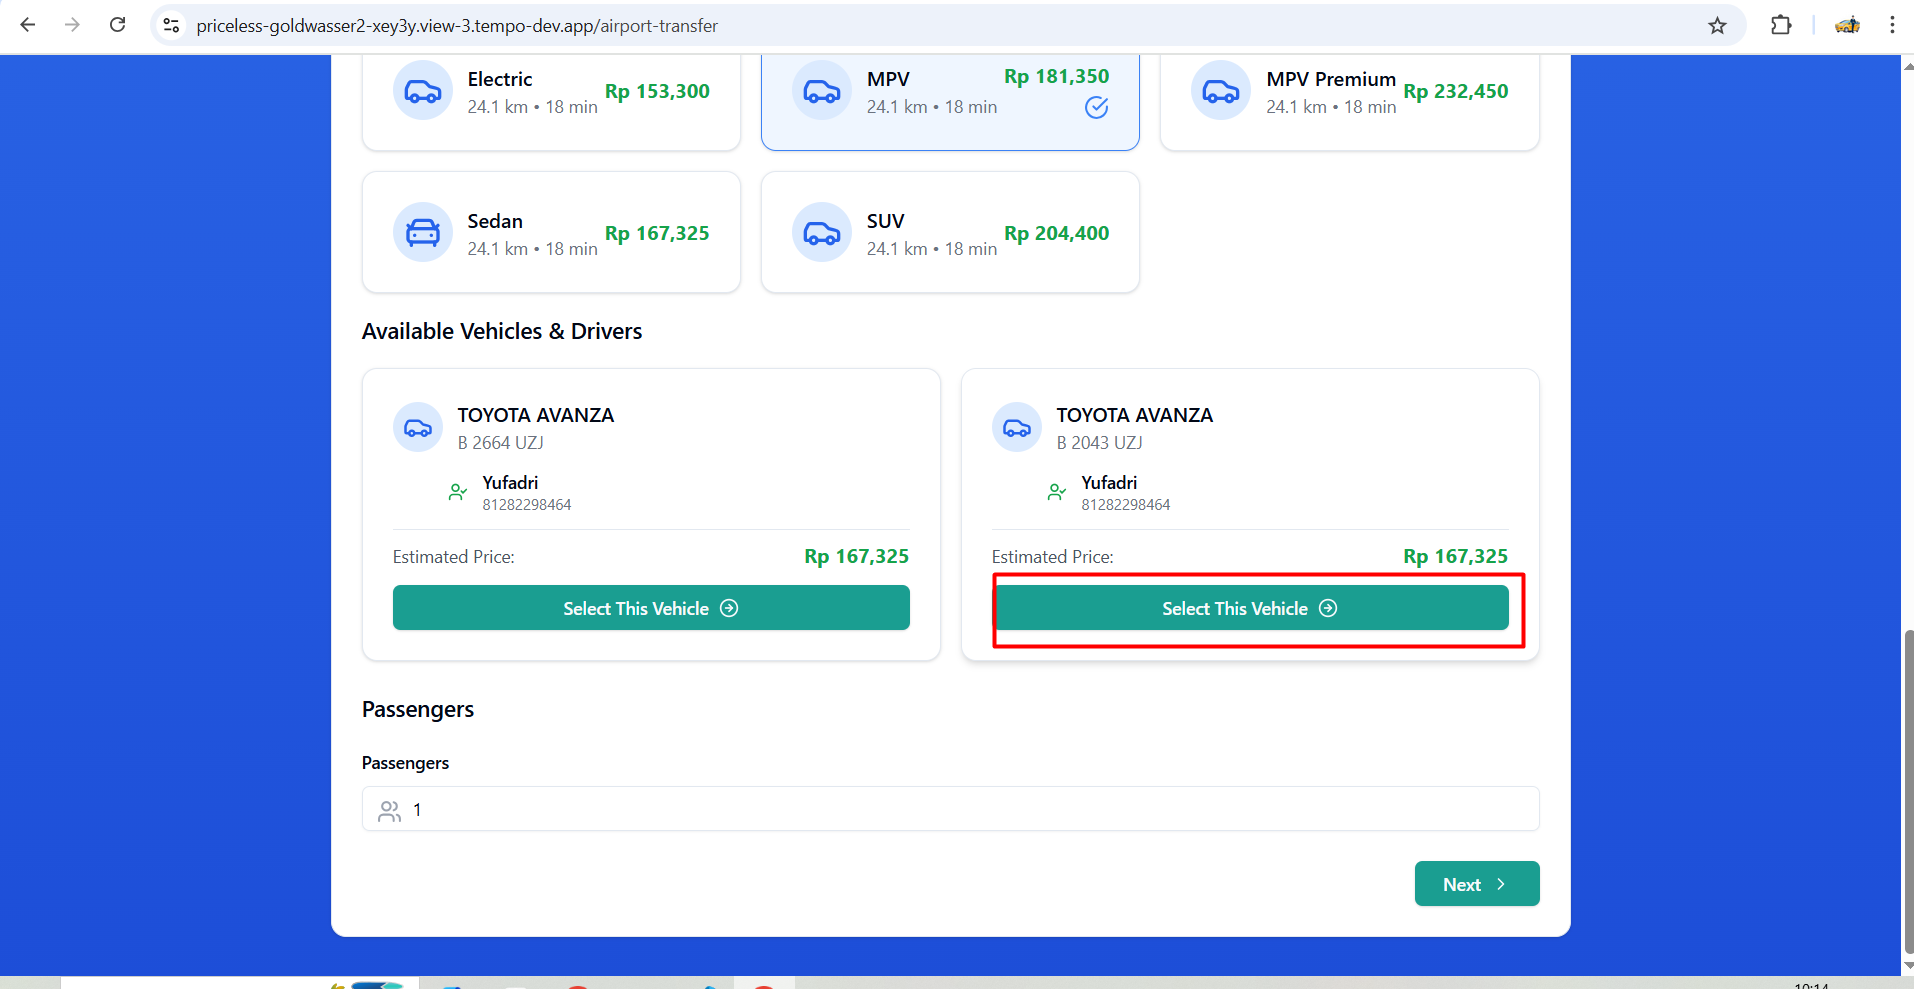 priceless-goldwasser2-xey3y.view-3.tempo-dev.app/airport-transfer
Electric
24.1 km • 18 min
Rp 153,300
MPV
24.1 km • 18 min
Rp 181,350
MPV Premium
24.1 km • 18 min
Rp 232,450
Sedan
24.1 km • 18 min
Rp 167,325
SUV
24.1 km • 18 min
Rp 204,400
Available Vehicles & Drivers
TOYOTA AVANZA
B 2664 UZJ
Yufadri
81282298464
Estimated Price:
Rp 167,325
Select This Vehicle
TOYOTA AVANZA
B 2043 UZJ
Yufadri
81282298464
Estimated Price:
Rp 167,325
Select This Vehicle
Passengers
Passengers
1
Next